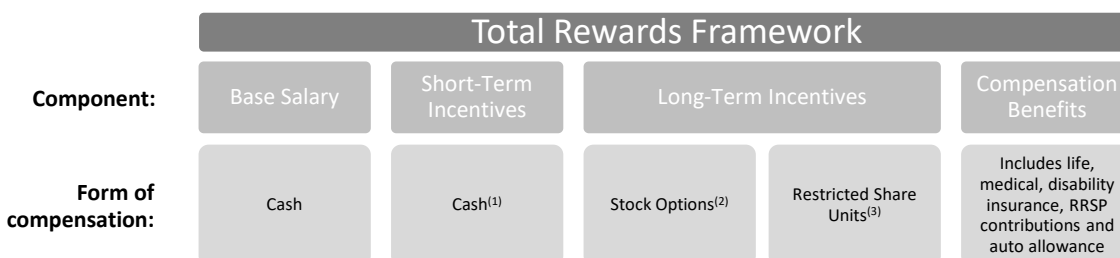 Total Rewards Framework
Component:
Base Salary
Short-Term
Incentives
Long-Term Incentives
Compensation
Benefits
Form of
compensation:
Cash
Cash(1)
Stock Options(2)
Restricted Share
Units(3)
Includes life,
medical, disability
insurance, RRSP
contributions and
auto allowance